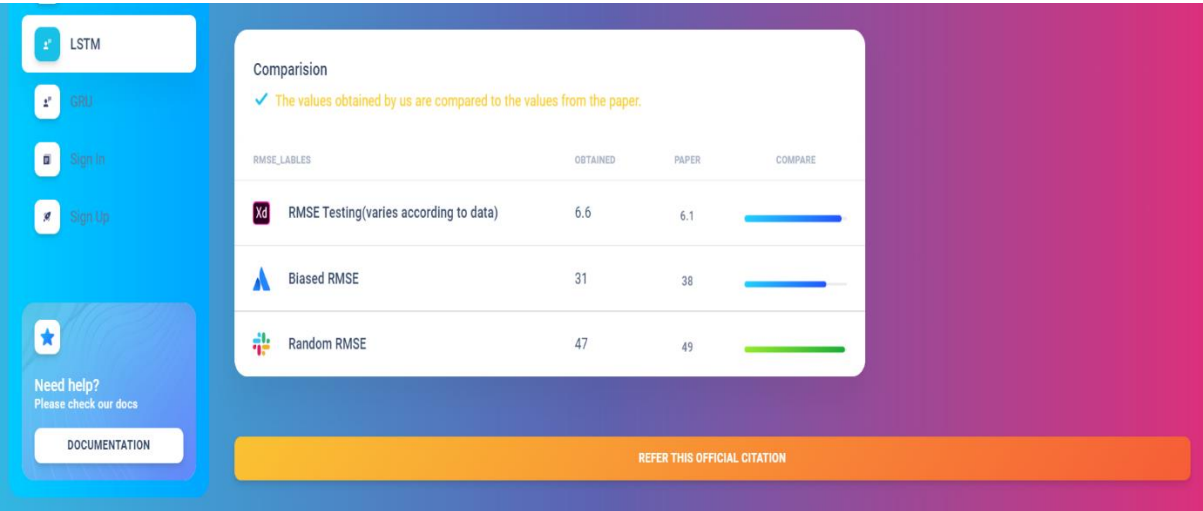 LSTM
GRU
Sign In
Sign Up
Need help?
Please check our docs
DOCUMENTATION
Comparision
The values obtained by us are compared to the values from the paper.
RMSE_LABLES OBTAINED PAPER COMPARE
Xd RMSE Testing(varies according to data) 6.6 6.1
Biased RMSE 31 38
Random RMSE 47 49
REFER THIS OFFICIAL CITATION